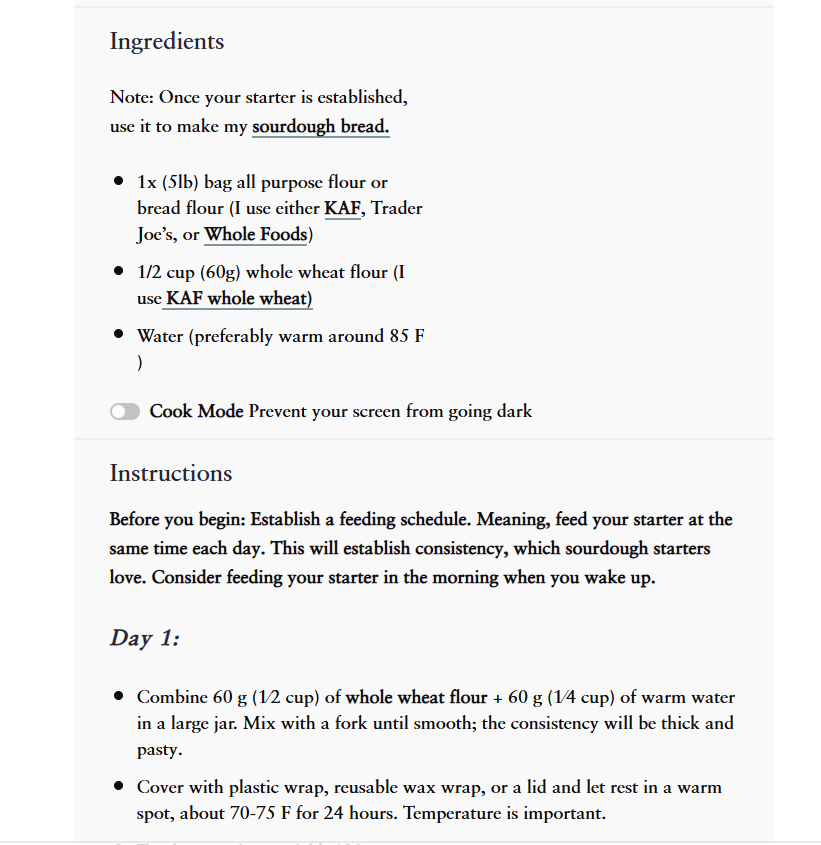 Ingredients
Note: Once your starter is established,
use it to make my sourdough bread.
1x (5lb) bag all purpose flour or
bread flour (I use either KAF, Trader
Joe’s, or Whole Foods)
1/2 cup (60g) whole wheat flour (I
use KAF whole wheat)
Water (preferably warm around 85 F
)
Cook Mode Prevent your screen from going dark
Instructions
Before you begin: Establish a feeding schedule. Meaning, feed your starter at the
same time each day. This will establish consistency, which sourdough starters
love. Consider feeding your starter in the morning when you wake up.
Day 1:
Combine 60 g (1⁄2 cup) of whole wheat flour + 60 g (1⁄4 cup) of warm water
in a large jar. Mix with a fork until smooth; the consistency will be thick and
pasty.
Cover with plastic wrap, reusable wax wrap, or a lid and let rest in a warm
spot, about 70-75 F for 24 hours. Temperature is important.